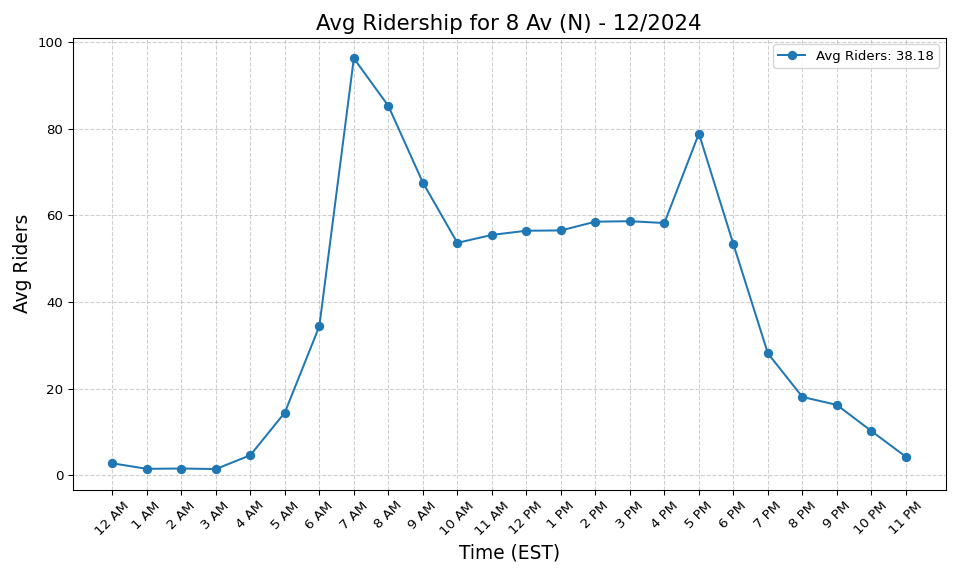 Avg Ridership for 8 Av (N) - 12/2024
Avg Riders: 38.18
Avg Riders
100
80
60
40
20
0
12 AM
1 AM
2 AM
3 AM
4 AM
5 AM
6 AM
7 AM
8 AM
9 AM
10 AM
11 AM
12 PM
1 PM
2 PM
3 PM
4 PM
5 PM
6 PM
7 PM
8 PM
9 PM
10 PM
11 PM
Time (EST)